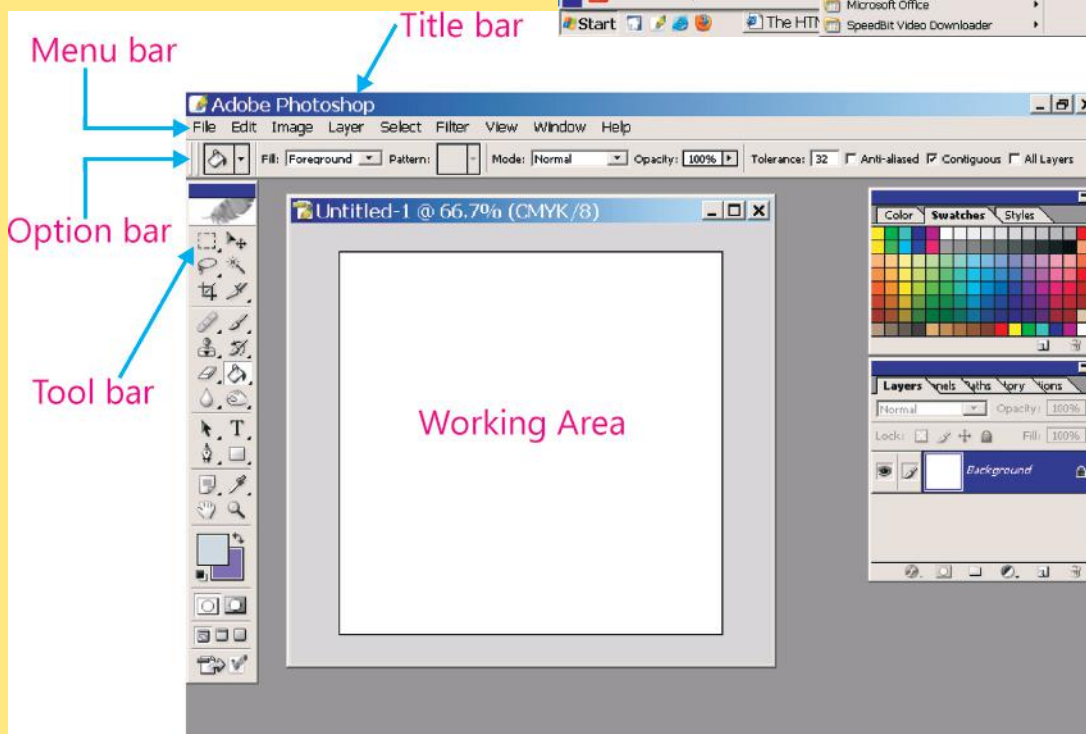 Microsoft Office
Start
The HTM
SpeedBit Video Downloader
Title bar
Menu bar
Adobe Photoshop
File Edit Image Layer Select Filter View Window Help
Fill: Foreground Pattern: Mode: Normal Opacity: 100% Tolerance: 32 Anti-aliased Contiguous All Layers
Option bar
Untitled-1 @ 66.7% (CMYK/8)
Color Swatches Styles
Tool bar
Working Area
Layers
Normal Opacity: 100%
Lock: Fill: 100%
Background